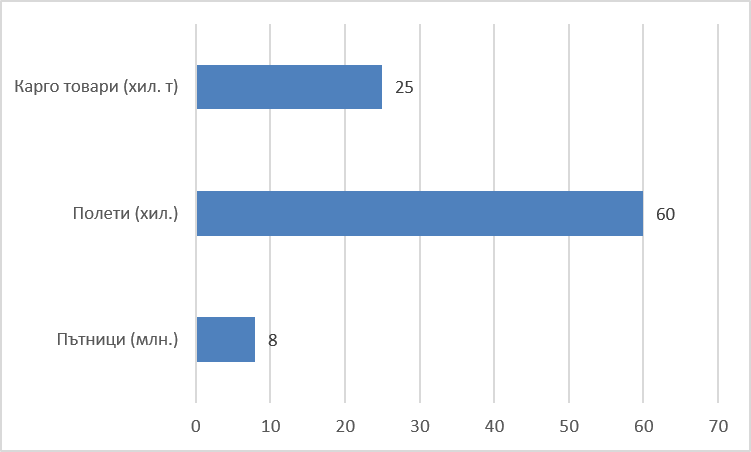 Карго товари (хил. т)
25
Полети (хил.)
60
Пътници (млн.)
8
0 10 20 30 40 50 60 70